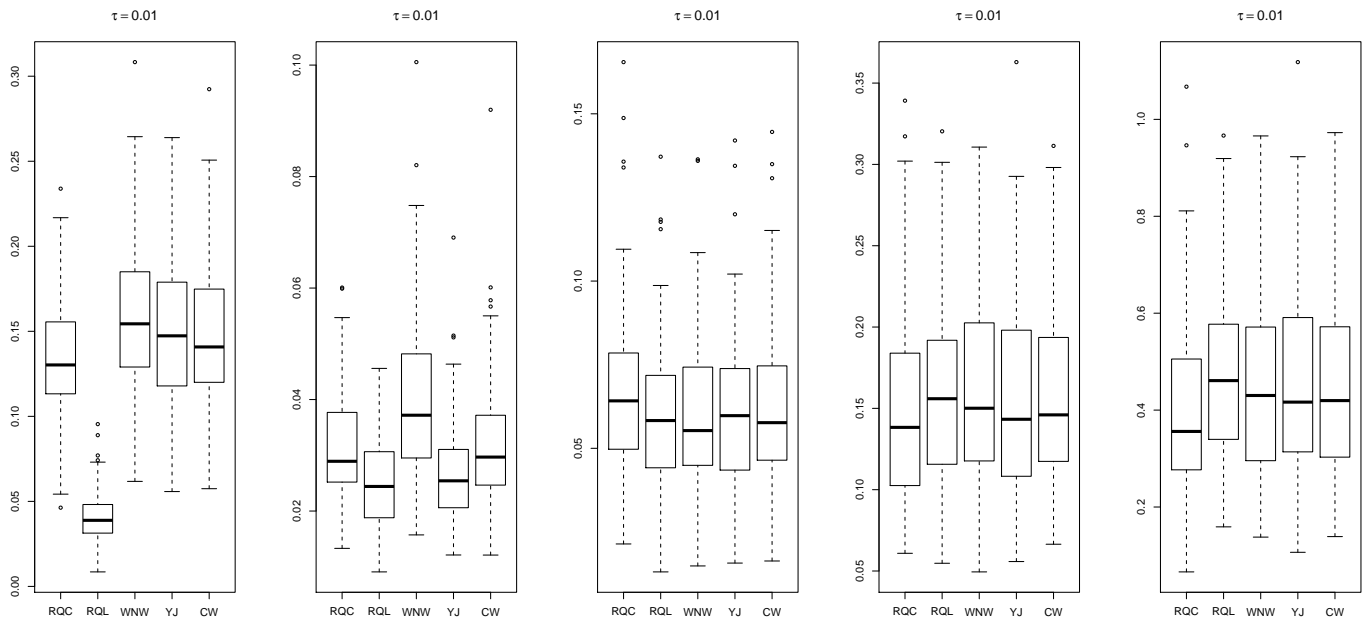 τ = 0.01
0.00 0.05 0.10 0.15 0.20 0.25 0.30
RQC RQL WNW YJ CW
τ = 0.01
0.02 0.04 0.06 0.08 0.10
RQC RQL WNW YJ CW
τ = 0.01
0.05 0.10 0.15
RQC RQL WNW YJ CW
τ = 0.01
0.05 0.10 0.15 0.20 0.25 0.30 0.35
RQC RQL WNW YJ CW
τ = 0.01
0.2 0.4 0.6 0.8 1.0
RQC RQL WNW YJ CW